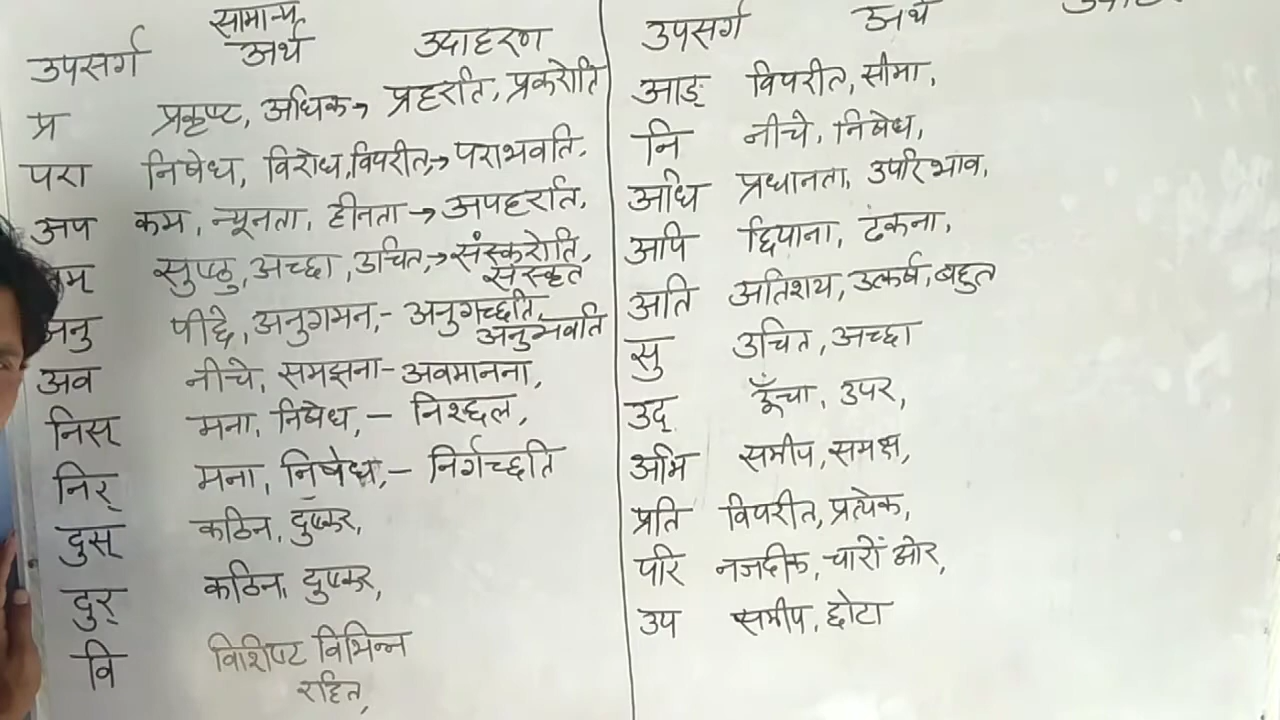 सामान्य
उपसर्ग अर्थ उदाहरण
प्र प्रकृष्ट, अधिक→ प्रहरति, प्रकरोति
परा निषेध, विरोध, विपरीत,→ पराभवति,
अप कम, न्यूनता, हीनता → अपहरति,
सुष्ठु, अच्छा, उचित,→ संस्करोति,
संस्कृत
अनु पीछे, अनुगमन,- अनुगच्छति,
अनुभवति
अव नीचे, समझना- अवमानना,
निस् मना, निषेध,- निश्छल,
निर् मना, निषेध,- निर्गच्छति
दुस् कठिन, दुष्कर,
दुर् कठिन, दुष्कर,
वि विशिष्ट विभिन्न
रहित,
उपसर्ग अर्थ
आङ् विपरीत, सीमा,
नि नीचे, निषेध,
अधि प्रधानता, उपरिभाव,
अपि छिपाना, ढंकना,
अति अतिशय, उत्कर्ष, बहुत
सु उचित, अच्छा
उद् ऊँचा, उपर,
अभि समीप, समक्ष,
प्रति विपरीत, प्रत्येक,
परि नजदीक, चारों ओर,
उप समीप, छोटा